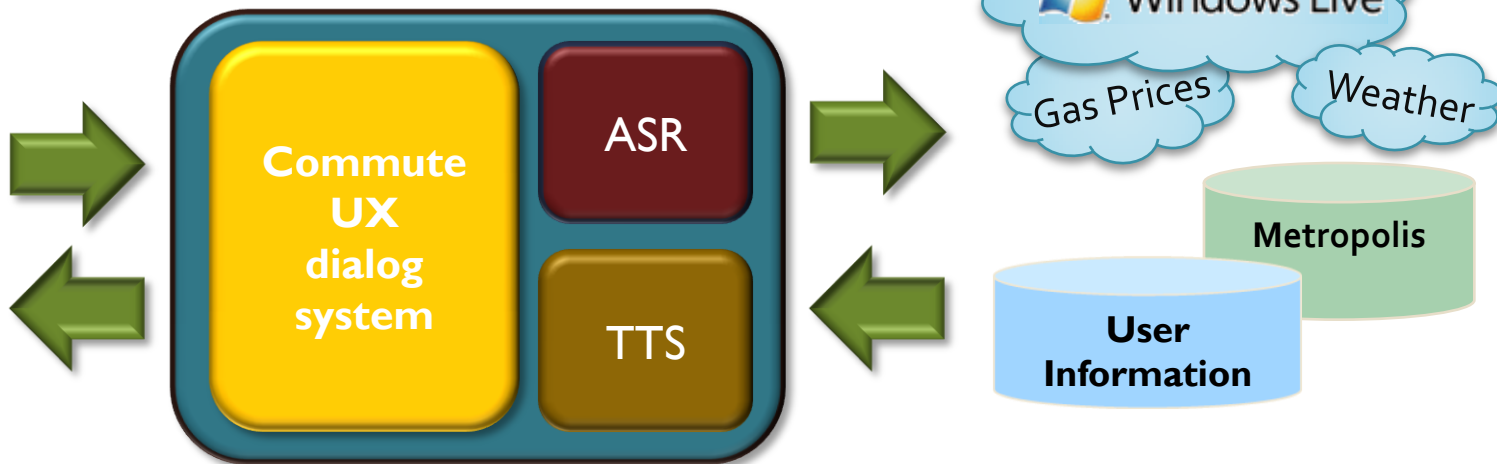 Windows Live
Gas Prices
Weather
Commute
UX
dialog
system
ASR
TTS
Metropolis
User
Information